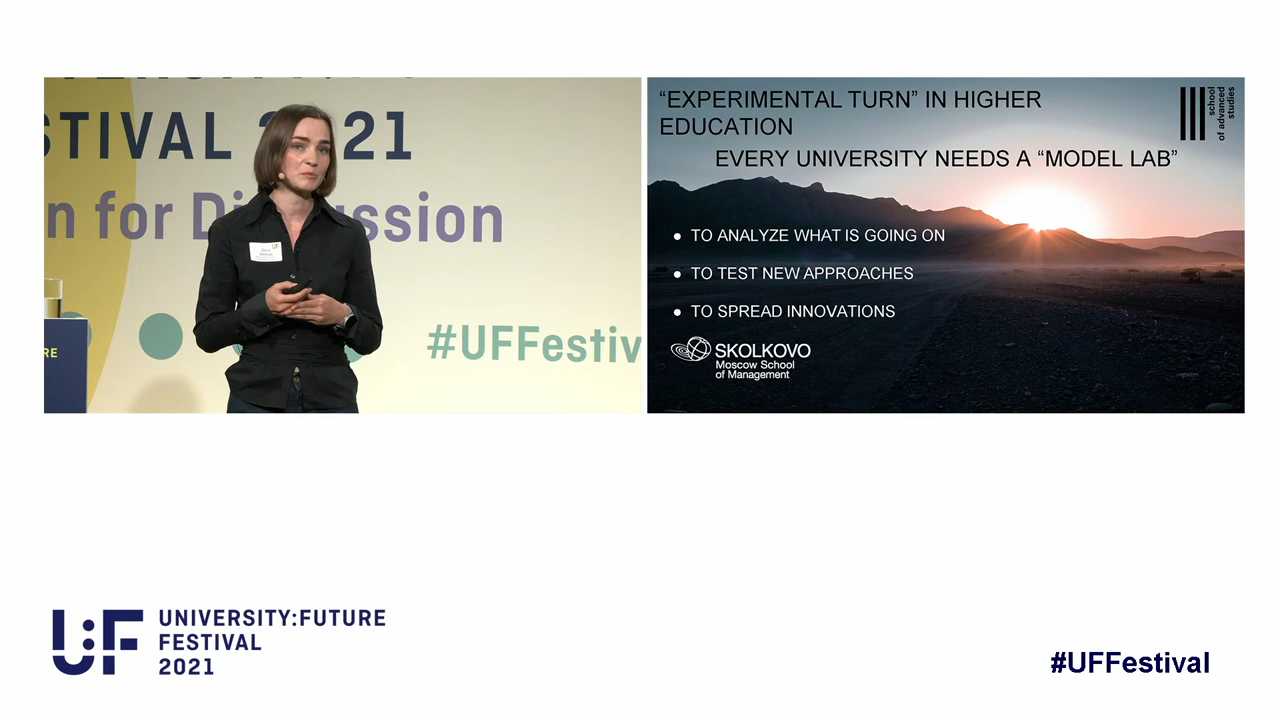 STIVAL 2021
n for Di ussion
#UFFestiv
RE
“EXPERIMENTAL TURN” IN HIGHER
EDUCATION
EVERY UNIVERSITY NEEDS A “MODEL LAB”
● TO ANALYZE WHAT IS GOING ON
● TO TEST NEW APPROACHES
● TO SPREAD INNOVATIONS
SKOLKOVO
Moscow School
of Management
school
of advanced
studies
U:F
UNIVERSITY:FUTURE
FESTIVAL
2021
#UFFestival